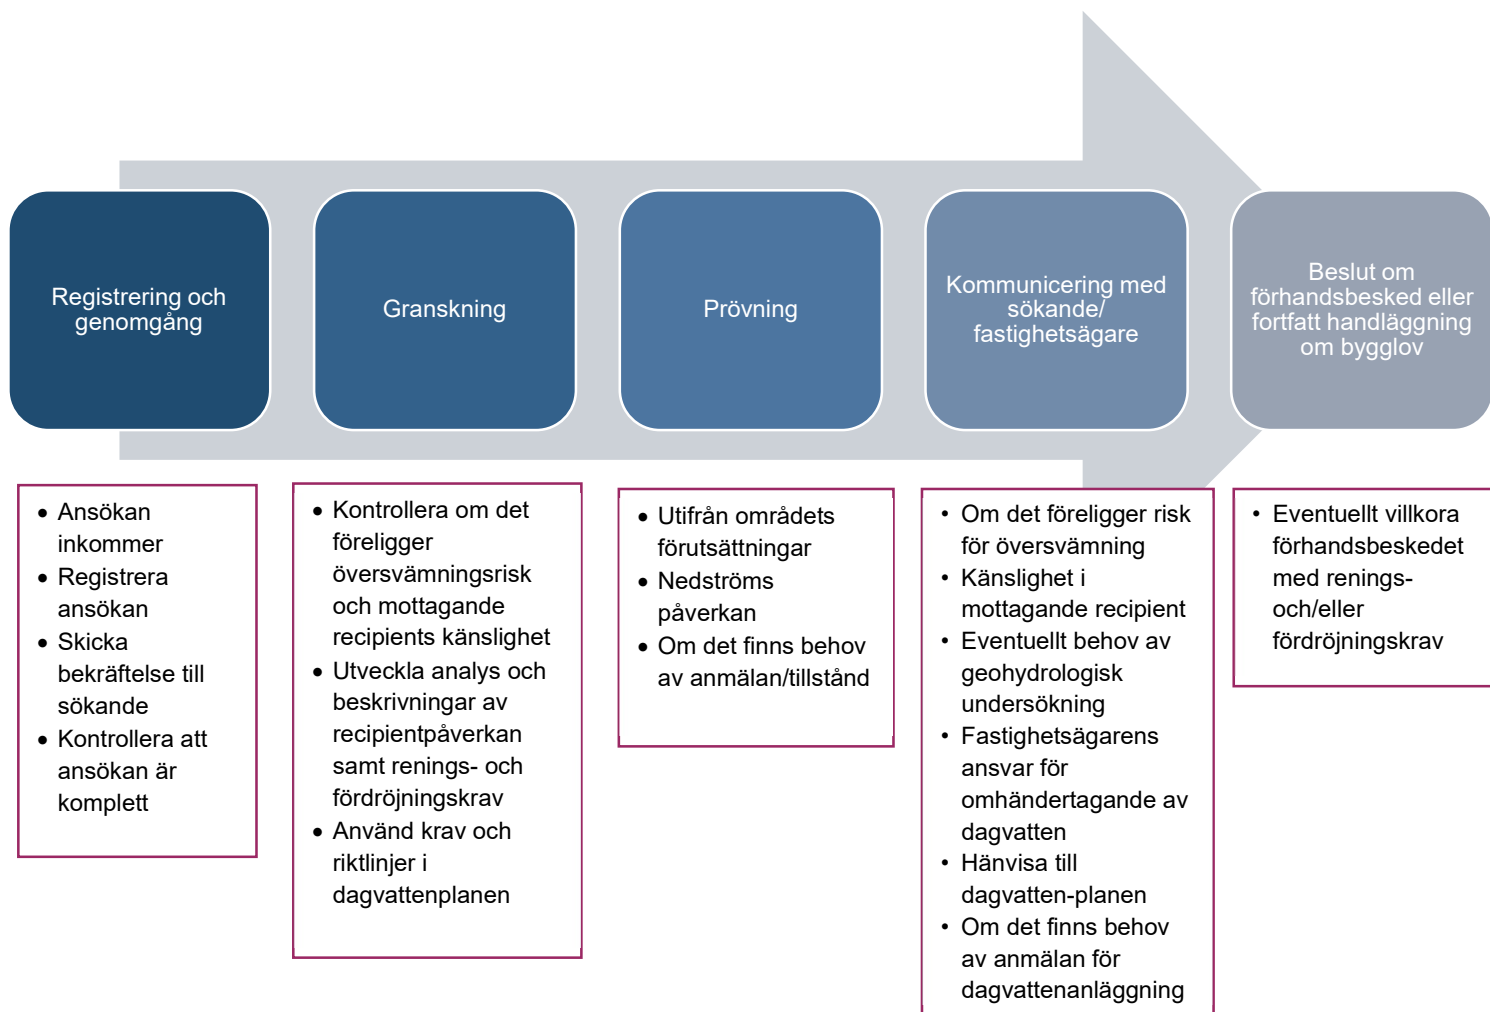 Registrering och
genomgång
Granskning
Prövning
Kommunicering med
sökande/
fastighetsägare
Beslut om
förhandsbesked eller
fortfatt handläggning
om bygglov
• Ansökan
inkommer
• Registrera
ansökan
• Skicka
bekräftelse till
sökande
• Kontrollera att
ansökan är
komplett
• Kontrollera om det
föreligger
översvämningsrisk
och mottagande
recipients känslighet
• Utveckla analys och
beskrivningar av
recipientpåverkan
samt renings- och
fördröjningskrav
• Använd krav och
riktlinjer i
dagvattenplanen
• Utifrån områdets
förutsättningar
• Nedströms
påverkan
• Om det finns behov
av anmälan/tillstånd
• Om det föreligger risk
för översvämning
• Känslighet i
mottagande recipient
• Eventuellt behov av
geohydrologisk
undersökning
• Fastighetsägarens
ansvar för
omhändertagande av
dagvatten
• Hänvisa till
dagvatten-planen
• Om det finns behov
av anmälan för
dagvattenanläggning
• Eventuellt villkora
förhandsbeskedet
med renings-
och/eller
fördröjningskrav